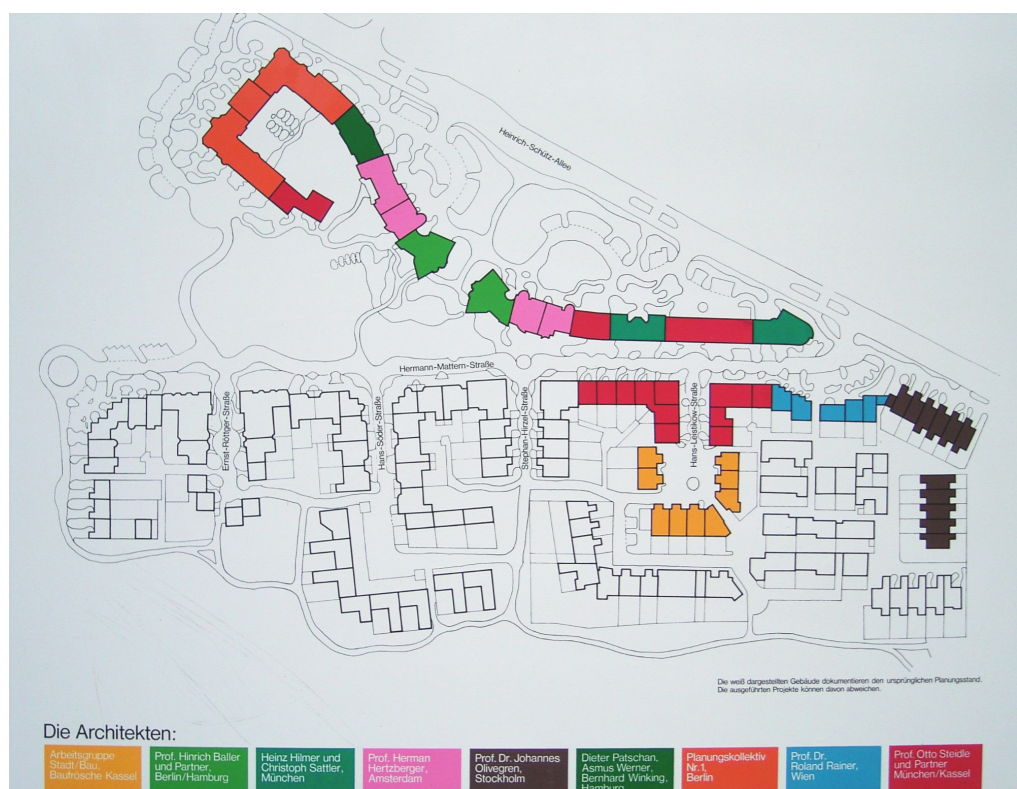 Heinrich-Schütz-Allee
Hermann-Mattern-Straße
Ernst-Röttger-Straße
Hans-Soder-Straße
Stephan-Hirzel-Straße
Hans-Leistikow-Straße
Die weiß dargestellten Gebäude dokumentieren den ursprünglichen Planungsstand.
Die ausgeführten Projekte können davon abweichen.
Die Architekten:
Arbeitsgruppe
Stadt/Bau,
Baufrösche Kassel
Prof. Hinrich Baller
und Partner,
Berlin/Hamburg
Heinz Hilmer und
Christoph Sattler,
München
Prof. Herman
Hertzberger,
Amsterdam
Prof. Dr. Johannes
Olivegren,
Stockholm
Dieter Patschan,
Asmus Werner,
Bernhard Winking,
Hamburg
Planungskollektiv
Nr.1,
Berlin
Prof. Dr.
Roland Rainer,
Wien
Prof. Otto Steidle
und Partner
München/Kassel